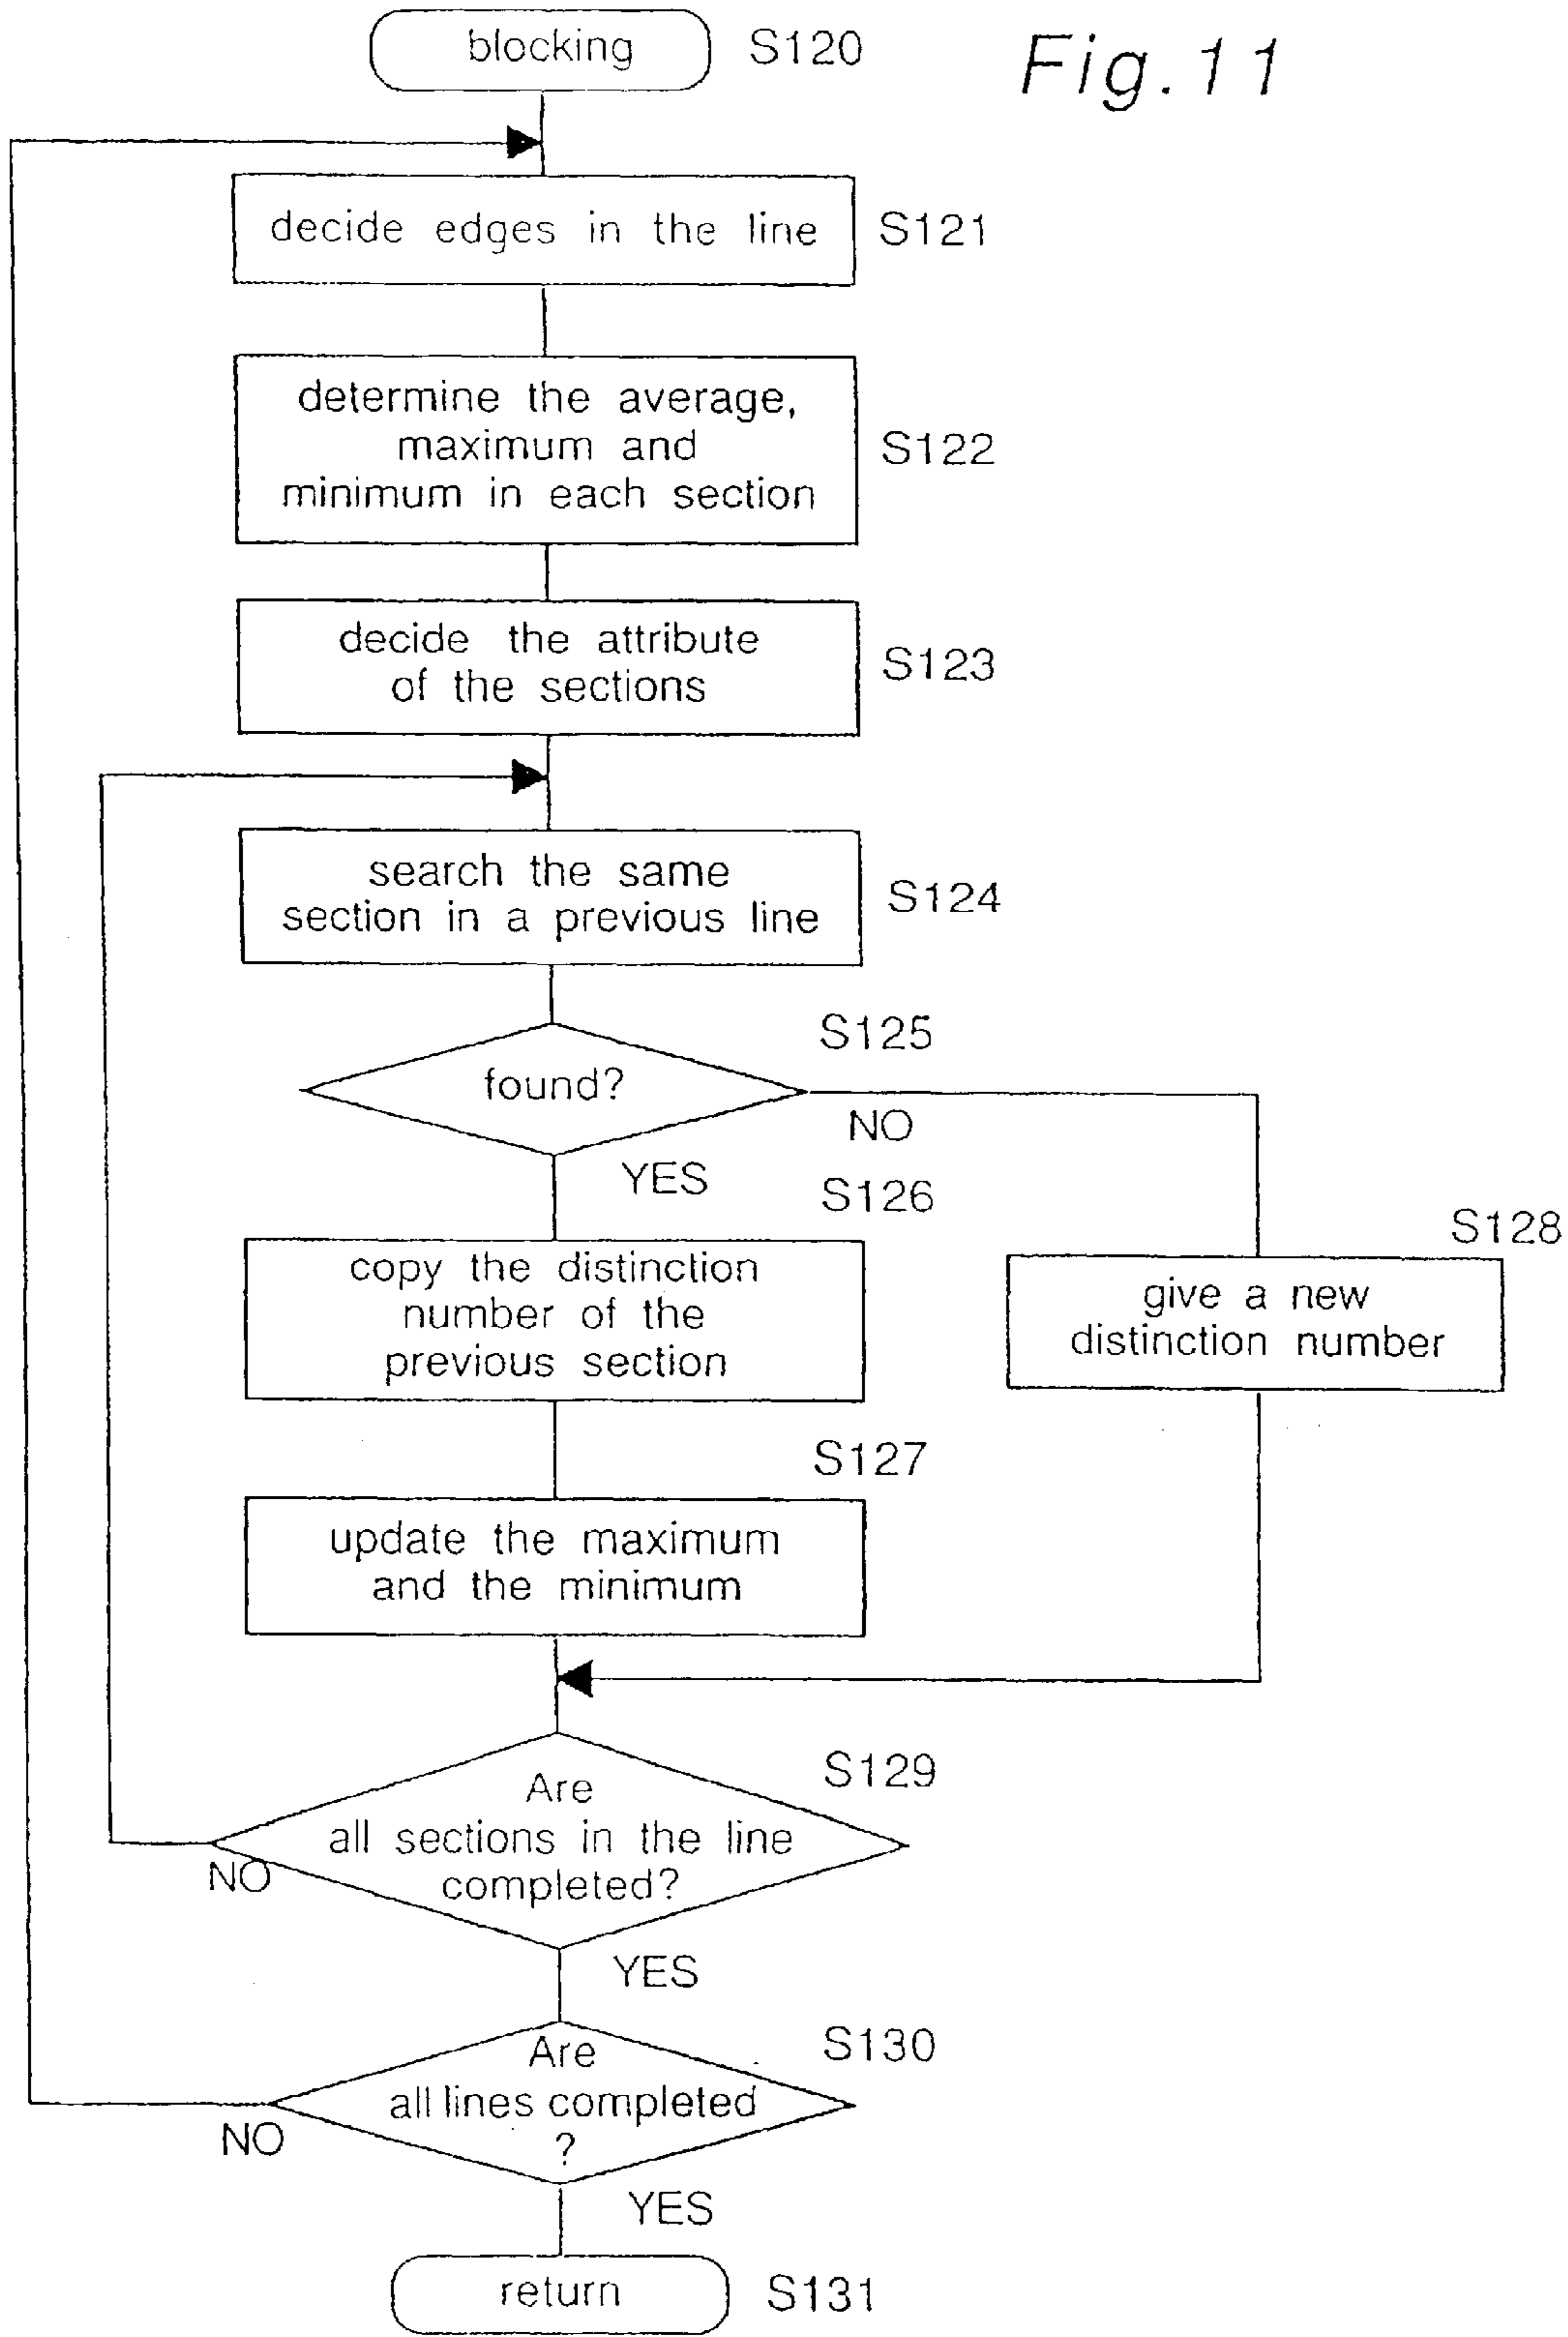 blocking
S120
Fig.11
decide edges in the line
S121
determine the average,
maximum and
minimum in each section
S122
decide the attribute
of the sections
S123
search the same
section in a previous line
S124
S125
found?
NO
YES
S126
copy the distinction
number of the
previous section
S128
give a new
distinction number
S127
update the maximum
and the minimum
S129
Are
all sections in the line
completed?
NO
YES
S130
Are
all lines completed
?
NO
YES
return
S131